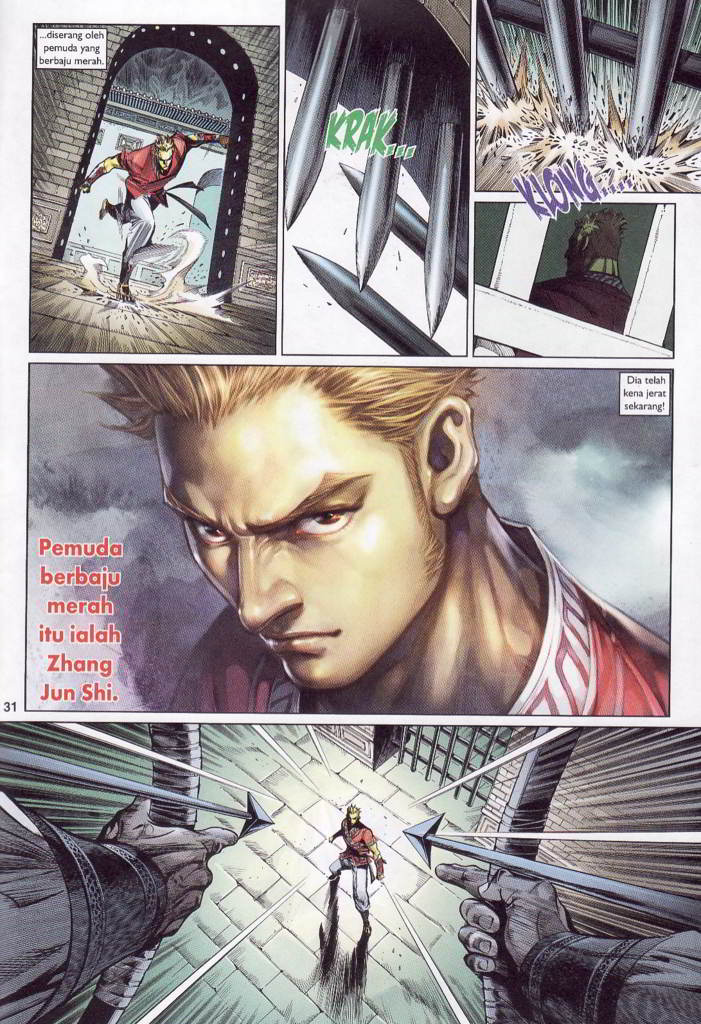 ...diserang oleh
pemuda yang
berbaju merah.
KRAK...
KLONG.....
Dia telah
kena jerat
sekarang!
Pemuda
berbaju
merah
itu ialah
Zhang
Jun Shi.
31